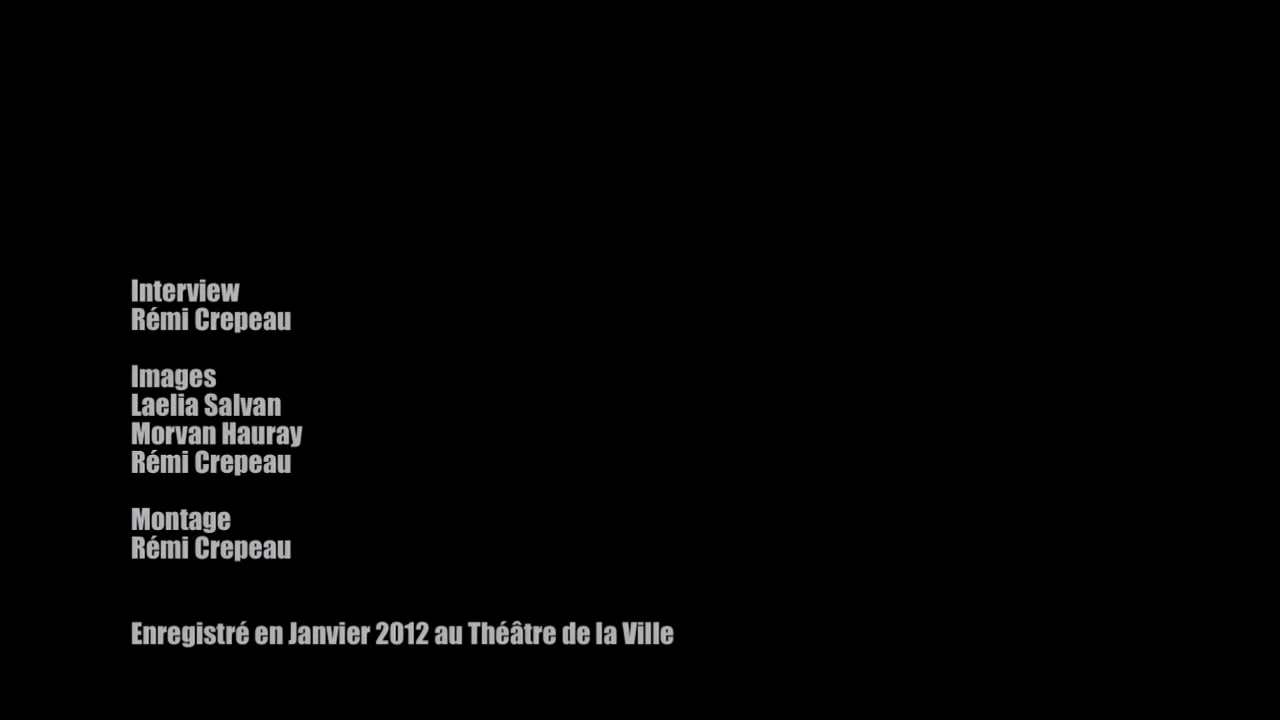 Interview
Rémi Crepeau
Images
Laelia Salvan
Morvan Hauray
Rémi Crepeau
Montage
Rémi Crepeau
Enregistré en Janvier 2012 au Théâtre de la Ville